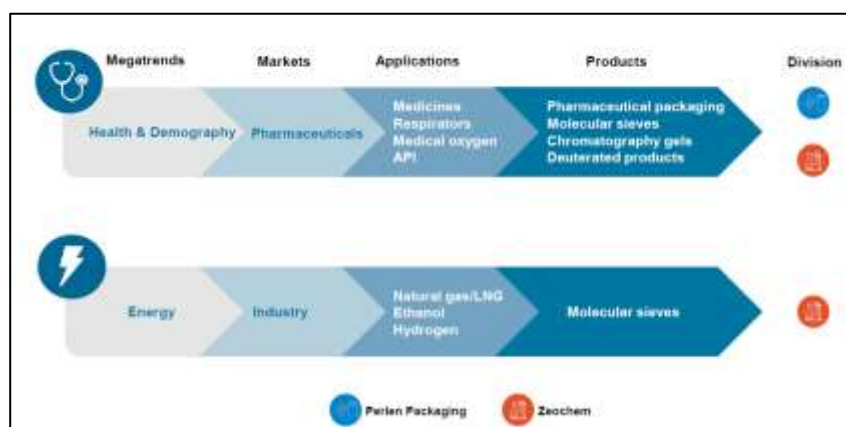 Megatrends Markets Applications Products Division
Health & Demography
Pharmaceuticals
Medicines
Respirators
Medical oxygen
API
Pharmaceutical packaging
Molecular sieves
Chromatography gels
Deuterated products
Energy
Industry
Natural gas/LNG
Ethanol
Hydrogen
Molecular sieves
Perlen Packaging
Zeochem